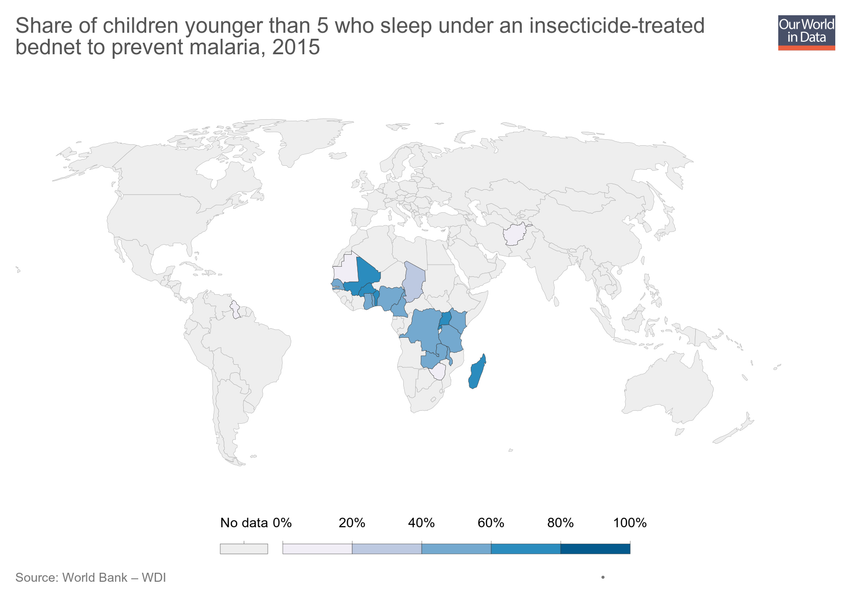 Share of children younger than 5 who sleep under an insecticide-treated
bednet to prevent malaria, 2015
Our World
in Data
No data 0% 20% 40% 60% 80% 100%
Source: World Bank – WDI